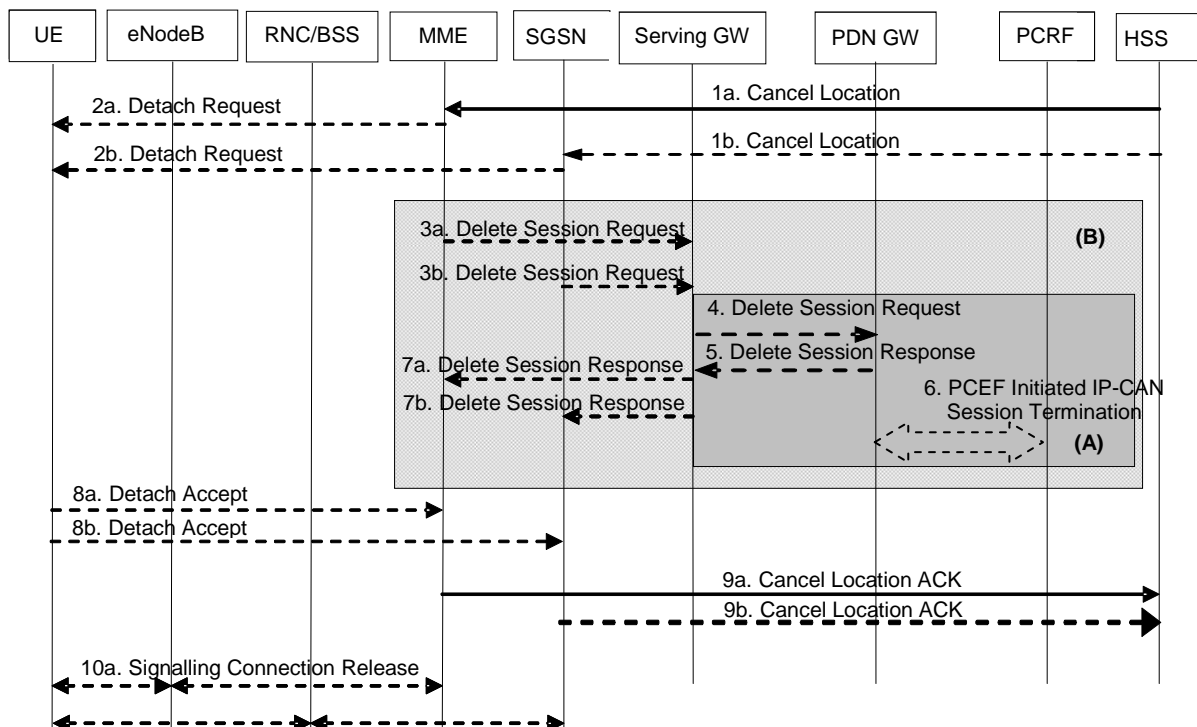 UE eNodeB RNC/BSS MME SGSN Serving GW PDN GW PCRF HSS
2a. Detach Request
1a. Cancel Location
2b. Detach Request
1b. Cancel Location
3a. Delete Session Request
(B)
3b. Delete Session Request
4. Delete Session Request
7a. Delete Session Response
5. Delete Session Response
7b. Delete Session Response
6. PCEF Initiated IP-CAN
Session Termination
(A)
8a. Detach Accept
8b. Detach Accept
9a. Cancel Location ACK
9b. Cancel Location ACK
10a. Signalling Connection Release